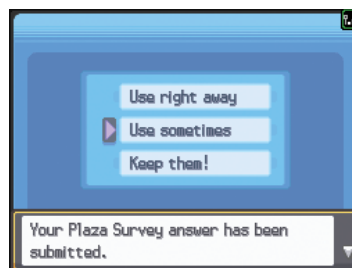 Use right away
Use sometimes
Keep them!
Your Plaza Survey answer has been
submitted.